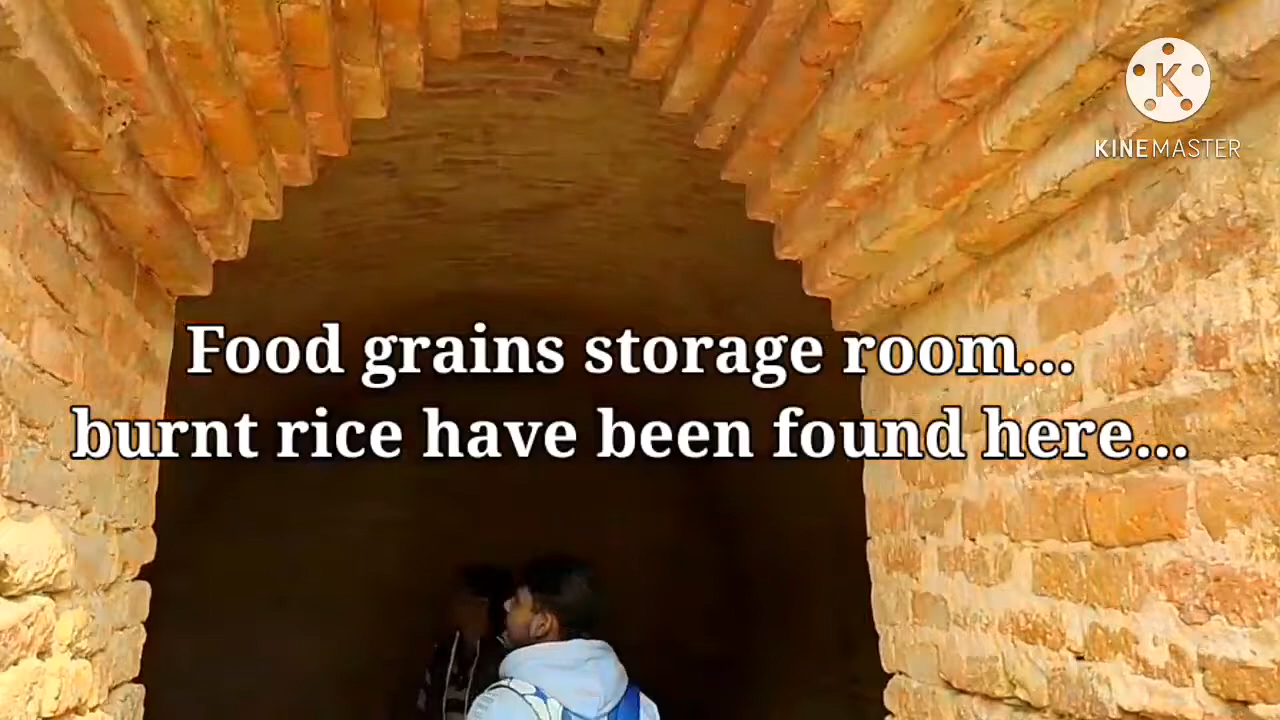 K
KINEMASTER
Food grains storage room...
burnt rice have been found here...